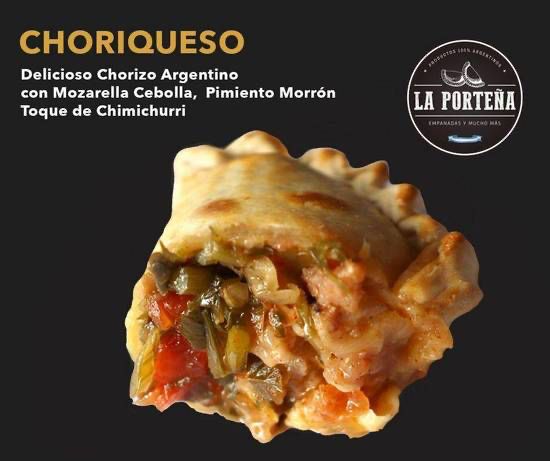 CHORIQUESO
Delicioso Chorizo Argentino
con Mozarella Cebolla, Pimiento Morrón
Toque de Chimichurri
PRODUCTOS 100% ARGENTINOS
LA PORTEÑA
EMPANADAS Y MUCHO MÁS